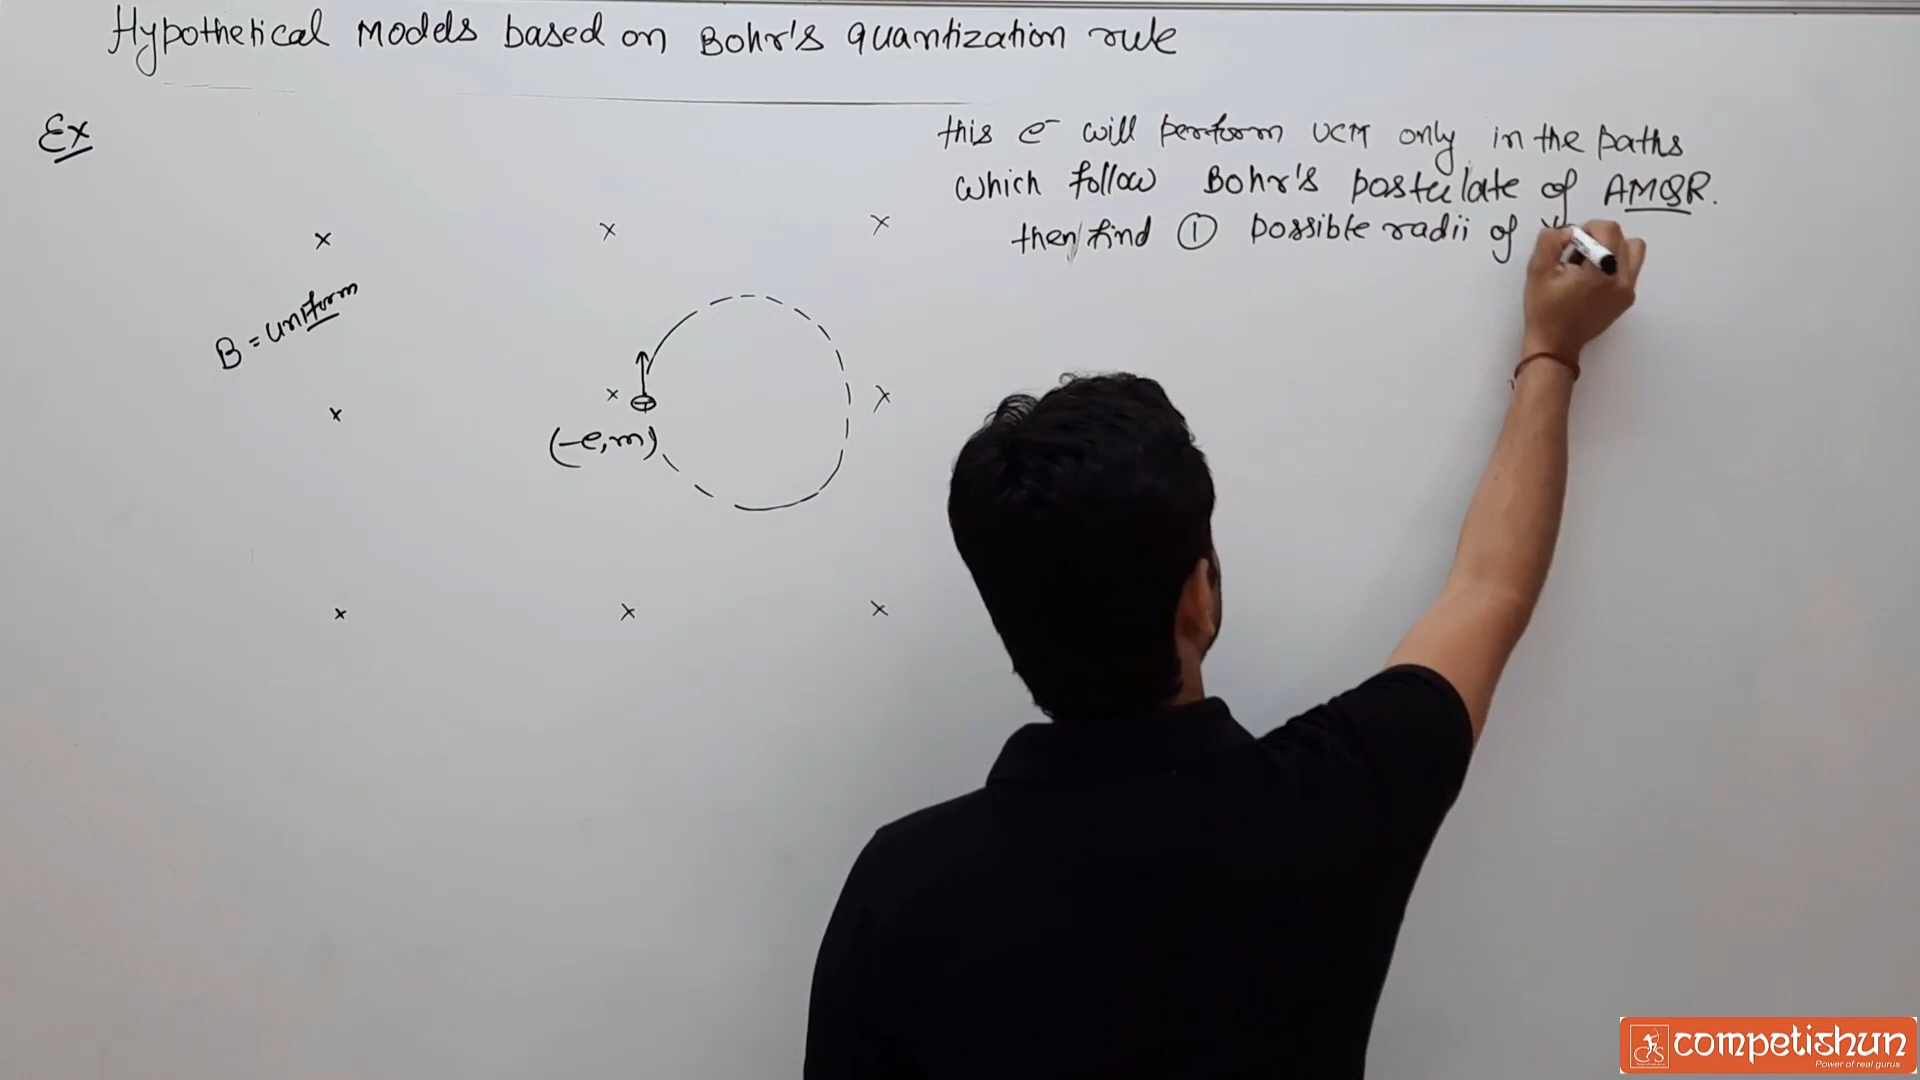 Hypothetical Models based on Bohr's quantization rule
Ex
this e⁻ will perform UCM only in the paths
which follow Bohr's postulate of AMQR.
then find ① possible radii of
B = uniform
(-e,m)
x x x
x x x
x x x
competishun
Power of real gurus